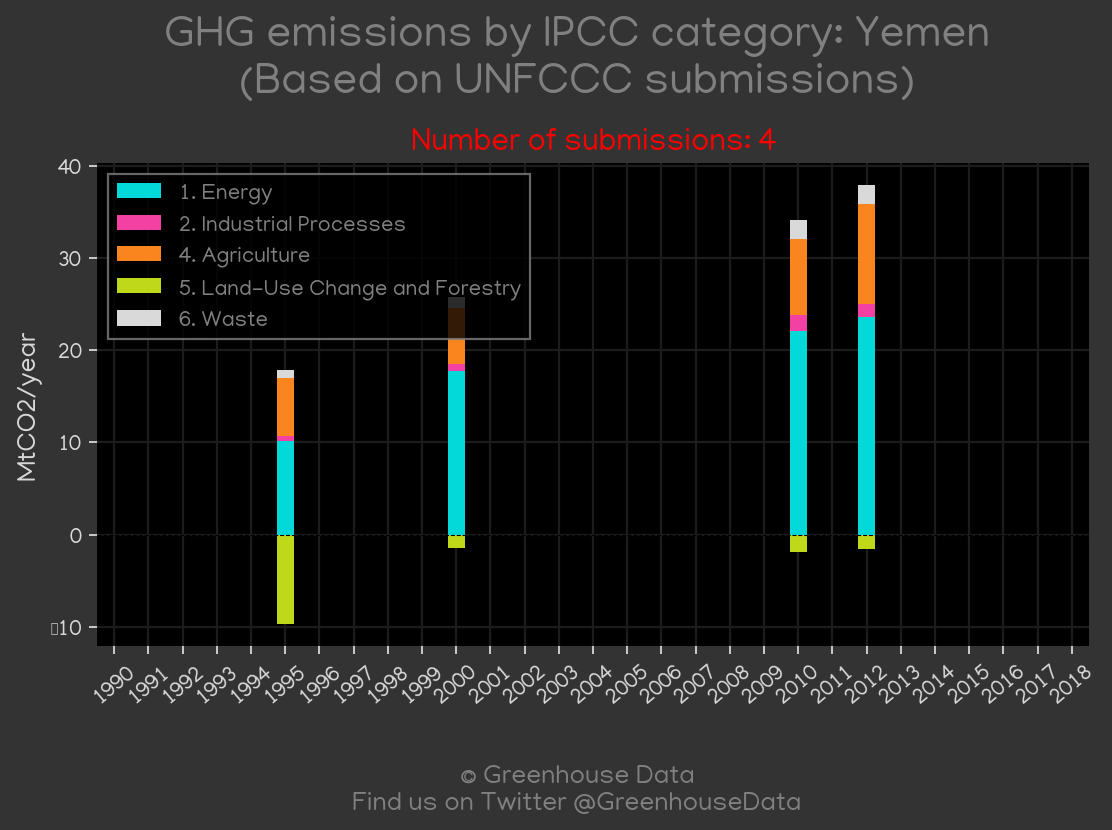 GHG emissions by IPCC category: Yemen
(Based on UNFCCC submissions)
Number of submissions: 4
40
30
20
10
0
▯10
MtCO2/year
1. Energy
2. Industrial Processes
4. Agriculture
5. Land-Use Change and Forestry
6. Waste
1990 1991 1992 1993 1994 1995 1996 1997 1998 1999 2000 2001 2002 2003 2004 2005 2006 2007 2008 2009 2010 2011 2012 2013 2014 2015 2016 2017 2018
© Greenhouse Data
Find us on Twitter @GreenhouseData